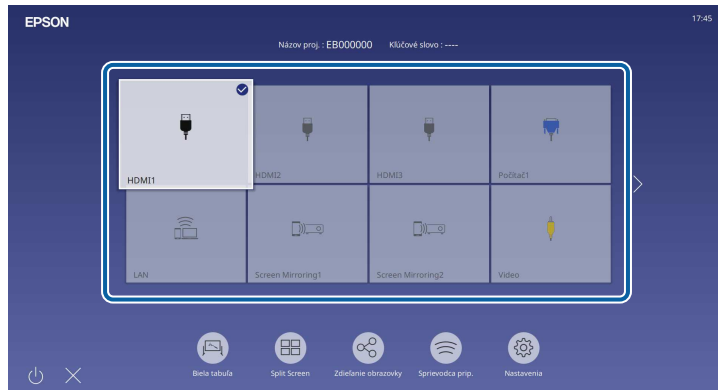 EPSON
17:45
Názov proj. : EB000000 Kľúčové slovo : ----
HDMI1
HDMI2
HDMI3
Počítač1
LAN
Screen Mirroring1
Screen Mirroring2
Video
Biela tabuľa
Split Screen
Zdieľanie obrazovky
Sprievodca prip.
Nastavenia